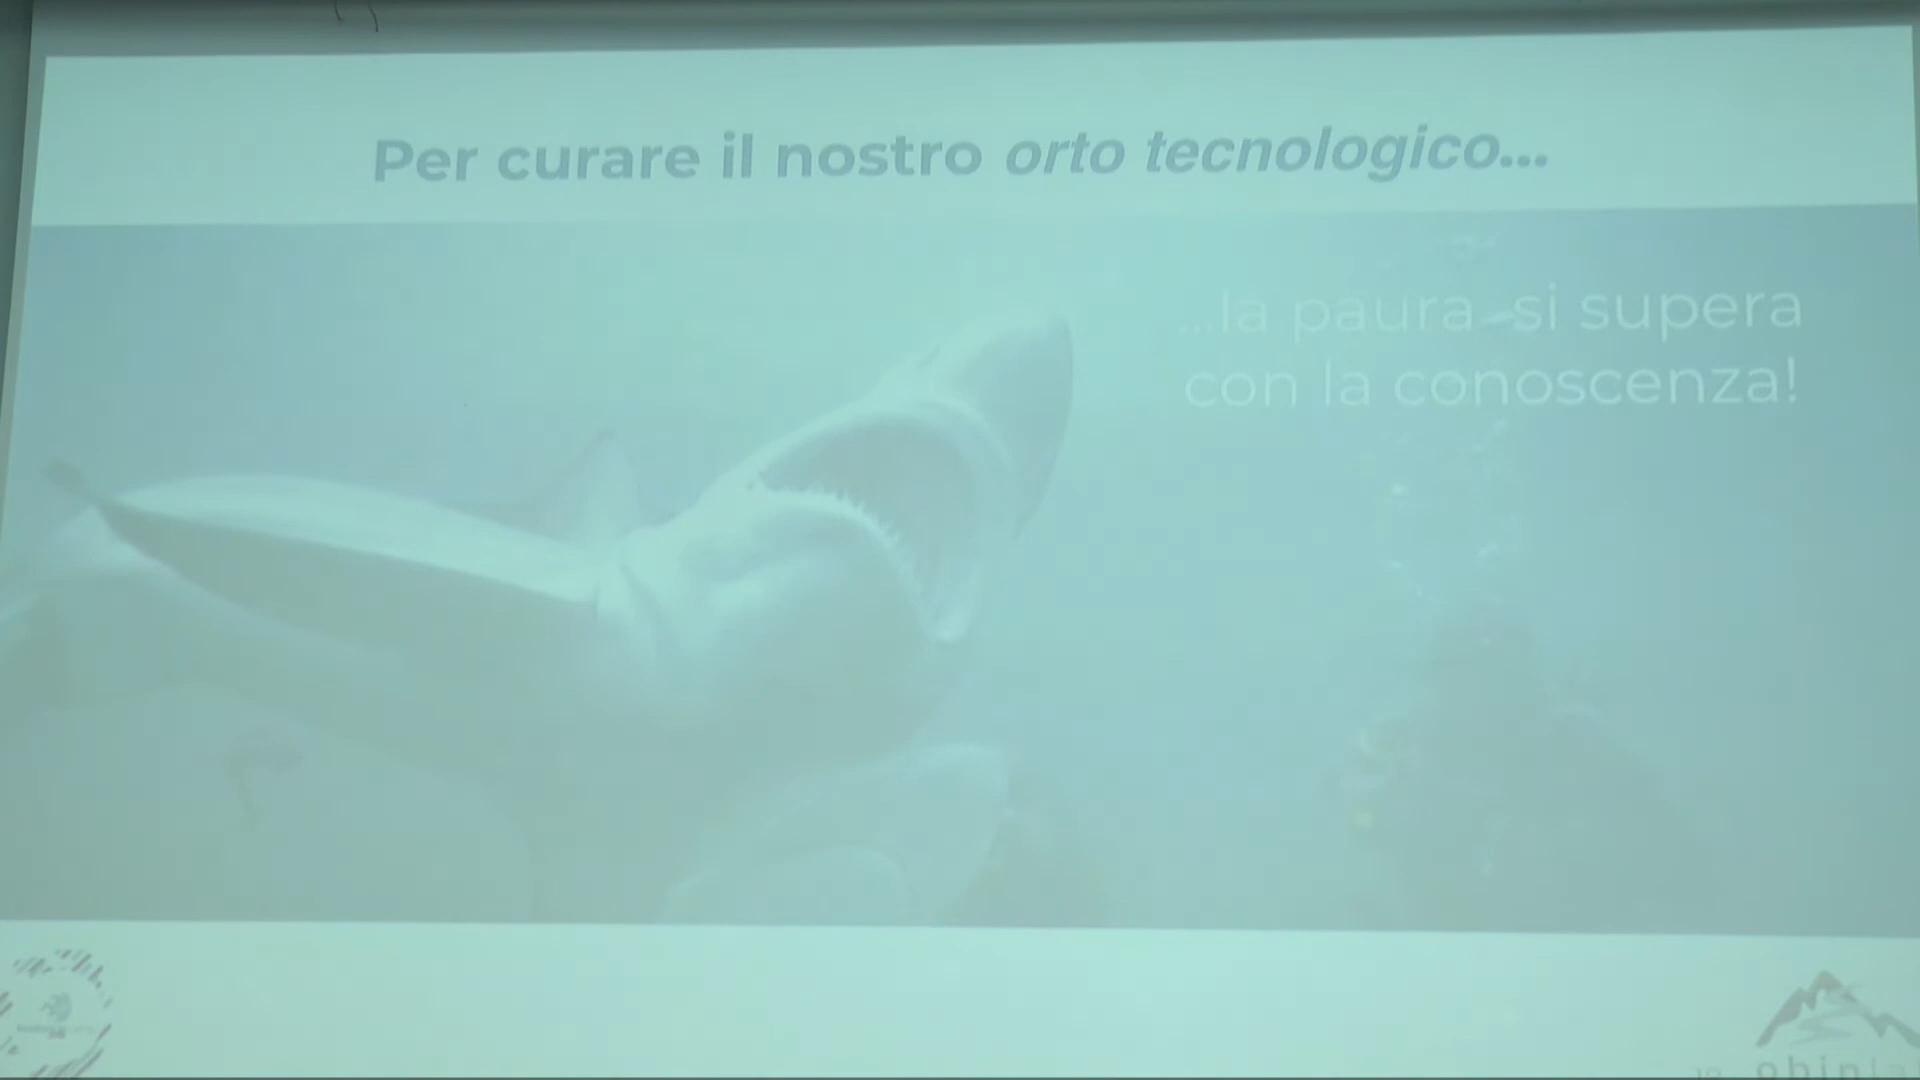 Per curare il nostro orto tecnologico...
...la paura si supera
con la conoscenza!